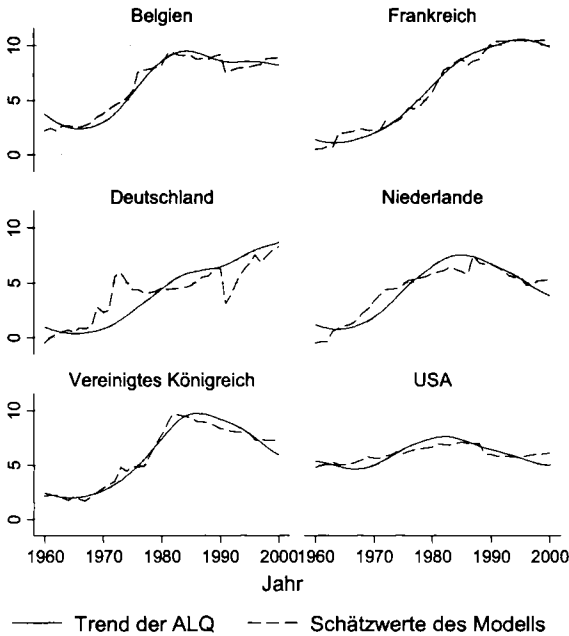 Belgien Frankreich
10
5
0
Deutschland Niederlande
10
5
0
Vereinigtes Königreich USA
10
5
0
1960 1970 1980 1990 2000 1960 1970 1980 1990 2000
Jahr
Trend der ALQ Schätzwerte des Modells